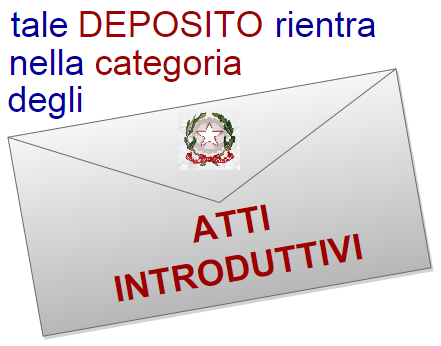 tale DEPOSITO rientra
nella categoria
degli
ATTI
INTRODUTTIVI